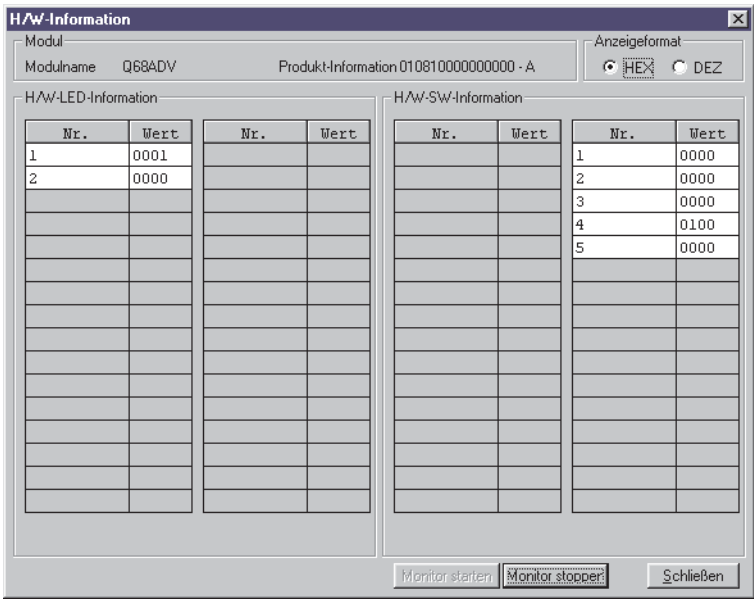 H/W-Information
Modul
Modulname Q68ADV Produkt-Information 010810000000000 - A
Anzeigeformat
HEX DEZ
H/W-LED-Information
Nr. Wert Nr. Wert
1 0001
2 0000
H/W-SW-Information
Nr. Wert Nr. Wert
1 0000
2 0000
3 0000
4 0100
5 0000
Monitor starten Monitor stoppen Schließen